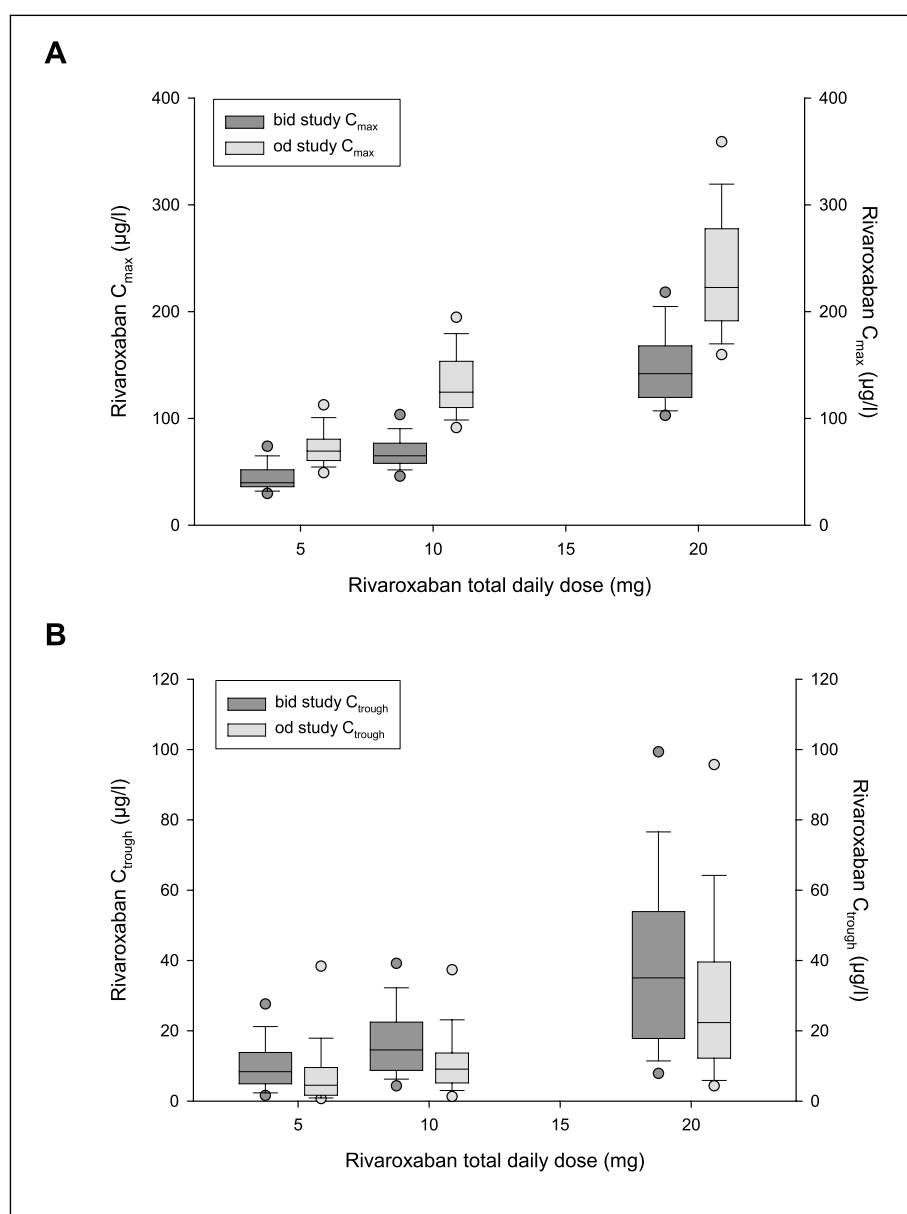 A
400
300
200
100
0
Rivaroxaban Cmax (µg/l)
bid study Cmax
od study Cmax
400
300
200
100
0
Rivaroxaban Cmax (µg/l)
5 10 15 20
Rivaroxaban total daily dose (mg)
B
120
100
80
60
40
20
0
Rivaroxaban Ctrough (µg/l)
bid study Ctrough
od study Ctrough
120
100
80
60
40
20
0
Rivaroxaban Ctrough (µg/l)
5 10 15 20
Rivaroxaban total daily dose (mg)